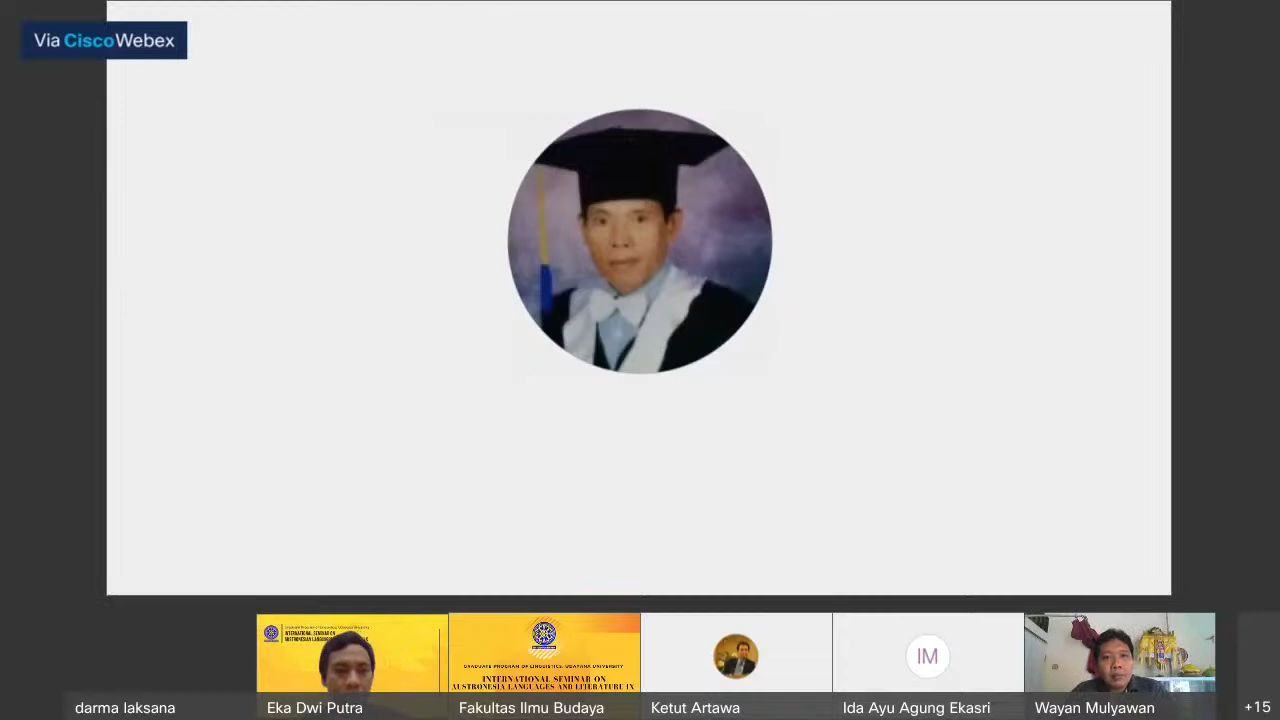 Via CiscoWebex
INTERNATIONAL SEMINAR ON
GRADUATE PROGRAM OF LINGUISTICS, UDAYANA UNIVERSITY
INTERNATIONAL SEMINAR ON
AUSTRONESIA LANGUAGES AND LITERATURE IX
IM
darma laksana
Eka Dwi Putra
Fakultas Ilmu Budaya
Ketut Artawa
Ida Ayu Agung Ekasri
Wayan Mulyawan
+15